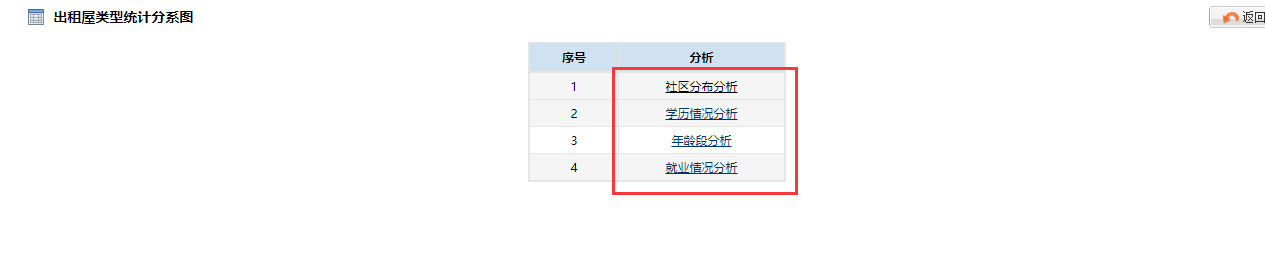 出租屋类型统计分系图
返回
序号 分析
1 社区分布分析
2 学历情况分析
3 年龄段分析
4 就业情况分析